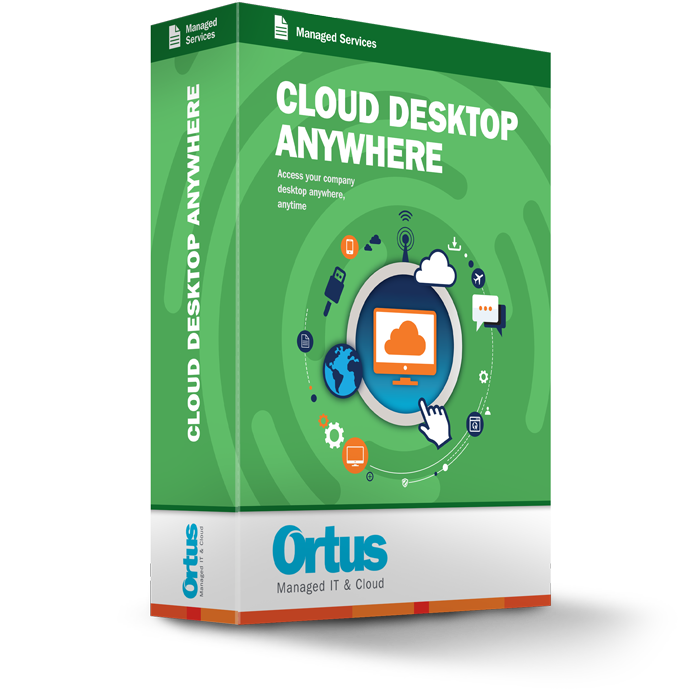 Managed
Services
CLOUD DESKTOP ANYWHERE
Ortus
Managed IT & Cloud
Managed Services
CLOUD DESKTOP
ANYWHERE
Access your company
desktop anywhere,
anytime
Ortus
Managed IT & Cloud